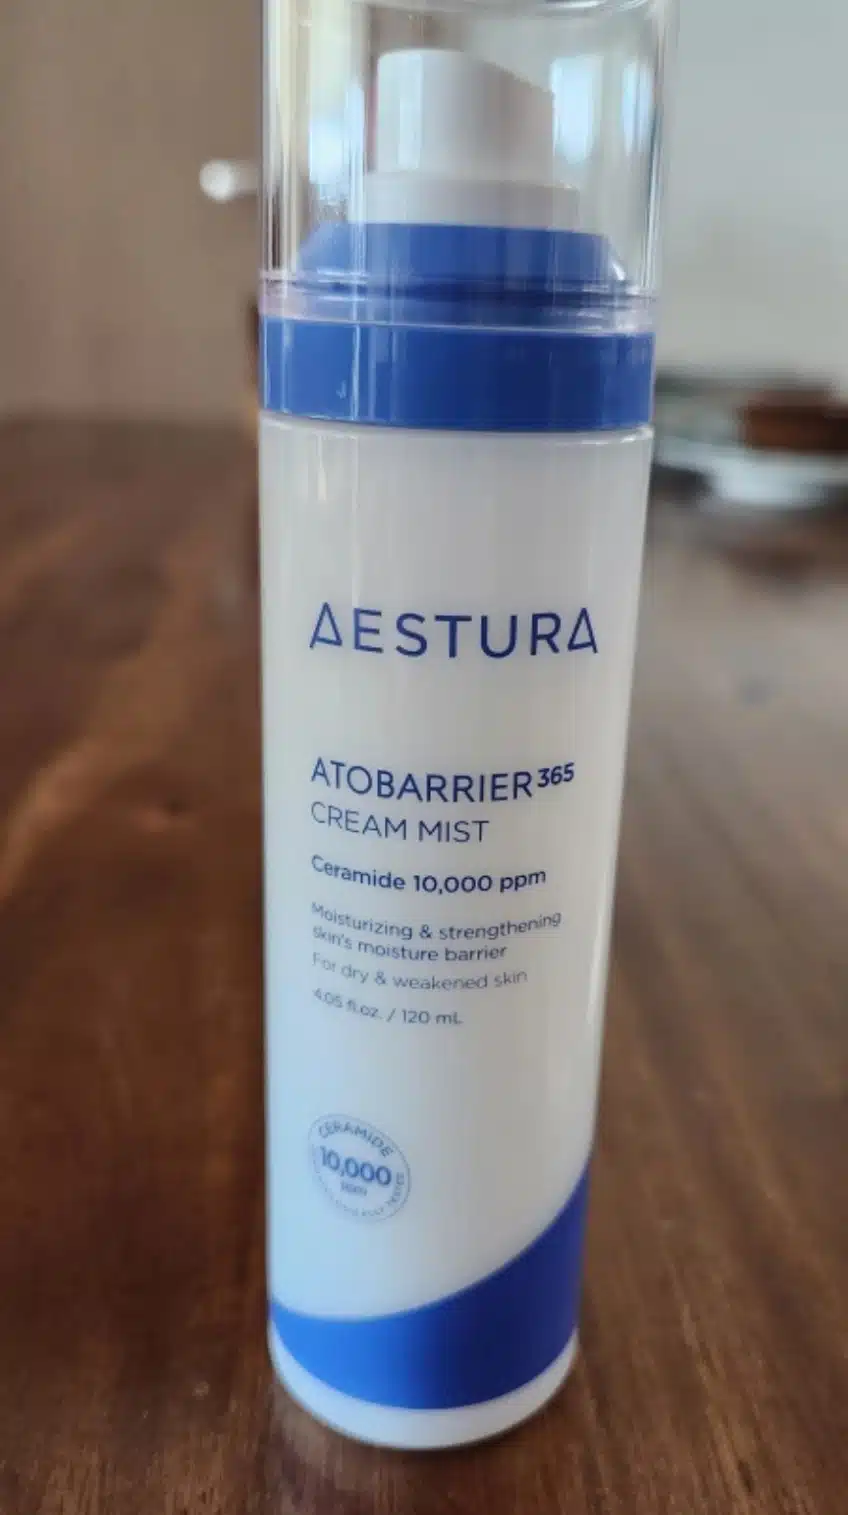 AESTURA
ATOBARRIER365
CREAM MIST
Ceramide 10,000 ppm
Moisturizing & strengthening
skin's moisture barrier
For dry & weakened skin
4.05 fl.oz. / 120 mL
CERAMIDE
10,000
ppm
TESTED